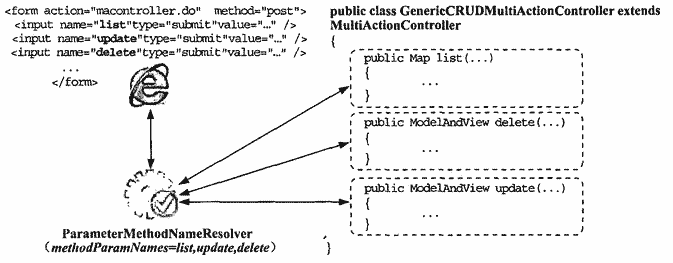 <form action="macontroller.do" method="post">
<input name="list"type="submit"value="…" />
<input name="update"type="submit"value="…" />
<input name="delete"type="submit"value="…" />
...
</form>
ParameterMethodNameResolver
(methodParamNames=list,update,delete)
public class GenericCRUDMultiActionController extends
MultiActionController
{
public Map list(...)
{
...
}
public ModelAndView delete(...)
{
...
}
public ModelAndView update(...)
{
...
}
}